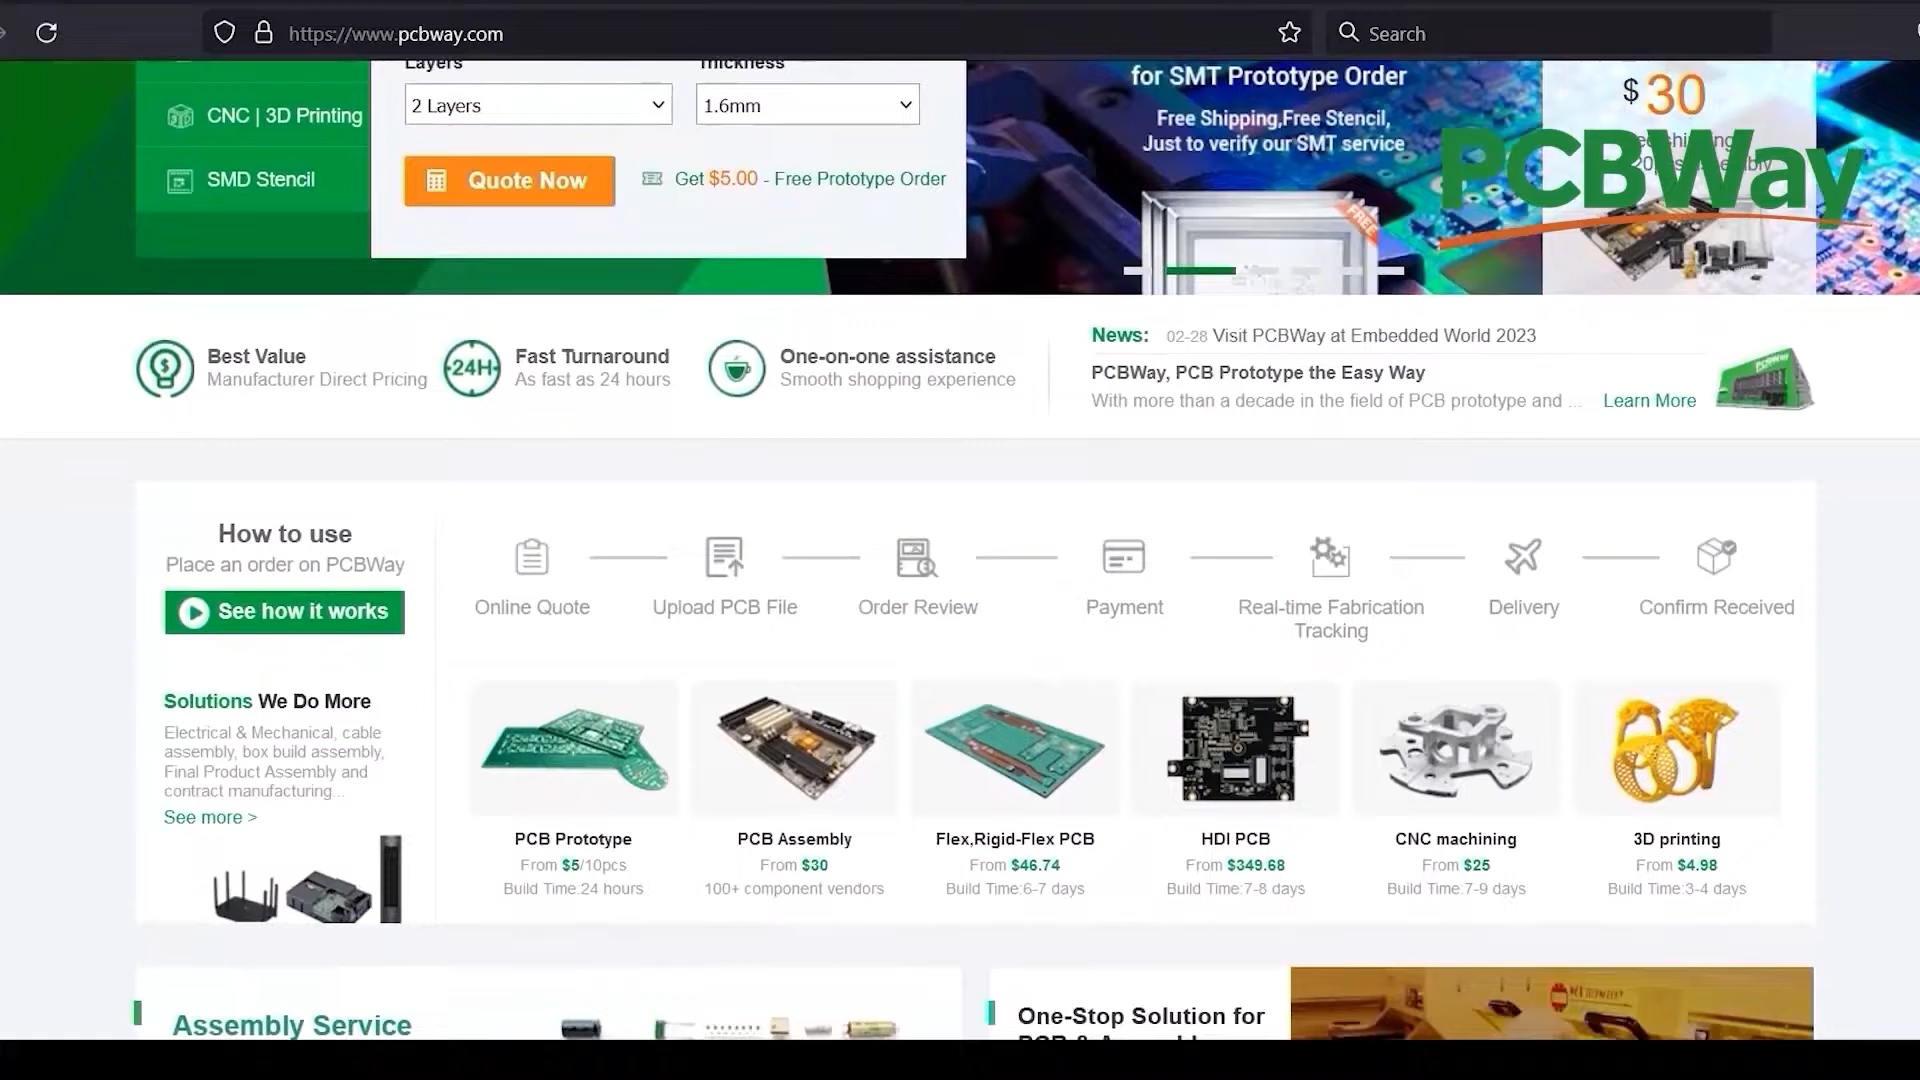 https://www.pcbway.com
Search
Layers
Thickness
2 Layers
1.6mm
CNC | 3D Printing
SMD Stencil
Quote Now
Get $5.00 - Free Prototype Order
for SMT Prototype Order
Free Shipping,Free Stencil,
Just to verify our SMT service
FREE
$30
PCBWay
Best Value
Manufacturer Direct Pricing
24H
Fast Turnaround
As fast as 24 hours
One-on-one assistance
Smooth shopping experience
News: 02-28 Visit PCBWay at Embedded World 2023
PCBWay, PCB Prototype the Easy Way
With more than a decade in the field of PCB prototype and ... Learn More
How to use
Place an order on PCBWay
See how it works
Online Quote
Upload PCB File
Order Review
Payment
Real-time Fabrication
Tracking
Delivery
Confirm Received
Solutions We Do More
Electrical & Mechanical, cable
assembly, box build assembly,
Final Product Assembly and
contract manufacturing...
See more >
PCB Prototype
From $5/10pcs
Build Time:24 hours
PCB Assembly
From $30
100+ component vendors
Flex,Rigid-Flex PCB
From $46.74
Build Time:6-7 days
HDI PCB
From $349.68
Build Time:7-8 days
CNC machining
From $25
Build Time:7-9 days
3D printing
From $4.98
Build Time:3-4 days
Assembly Service
One-Stop Solution for
PCB & Assembly